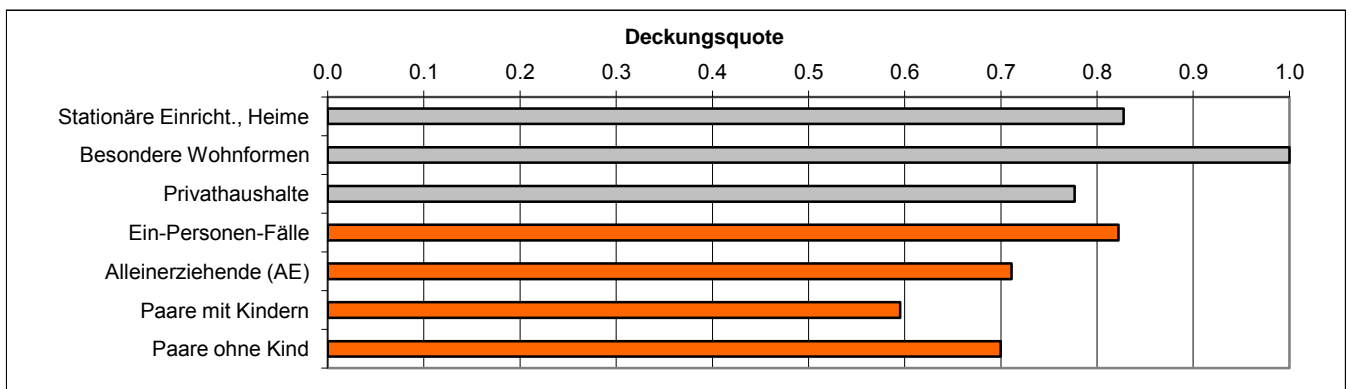 Deckungsquote
0.0 0.1 0.2 0.3 0.4 0.5 0.6 0.7 0.8 0.9 1.0
Stationäre Einricht., Heime
Besondere Wohnformen
Privathaushalte
Ein-Personen-Fälle
Alleinerziehende (AE)
Paare mit Kindern
Paare ohne Kind